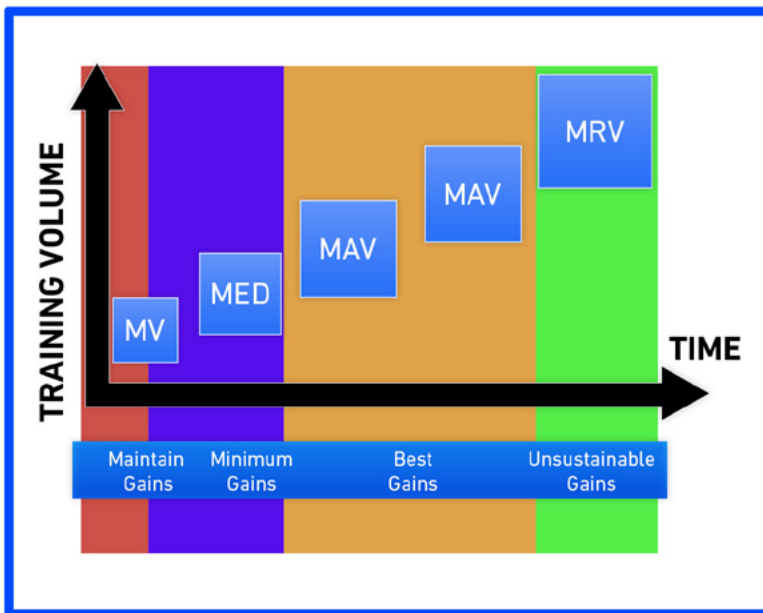 TRAINING VOLUME
MRV
MAV
MAV
MED
MV
TIME
Maintain
Gains
Minimum
Gains
Best
Gains
Unsustainable
Gains